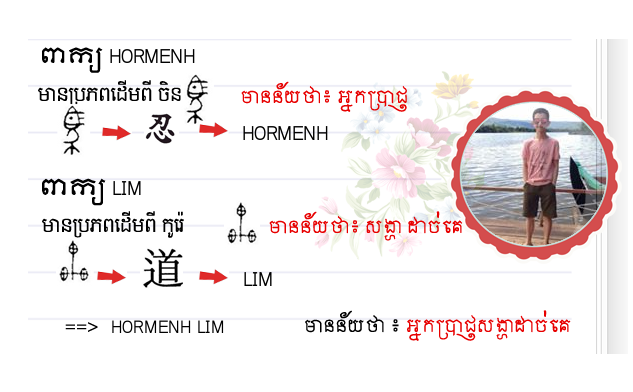 ពាក្យ HORMENH
មានប្រភពដើមពី ចិន
មានន័យថា៖ អ្នកប្រាជ្ញ
忍 HORMENH
ពាក្យ LIM
មានប្រភពដើមពី កូរ៉េ
មានន័យថា៖ សង្ហា ដាច់គេ
道 LIM
==> HORMENH LIM មានន័យថា ៖ អ្នកប្រាជ្ញសង្ហាដាច់គេ